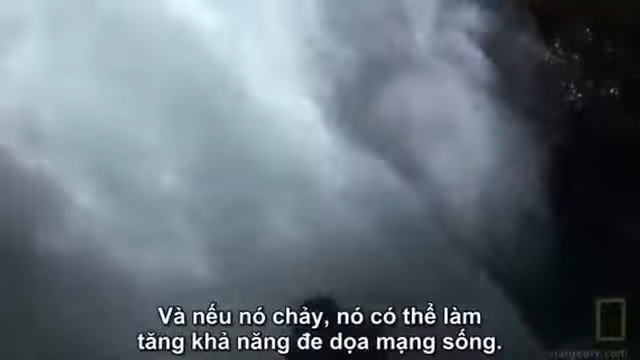 Và nếu nó chảy, nó có thể làm
tăng khả năng đe dọa mạng sống.